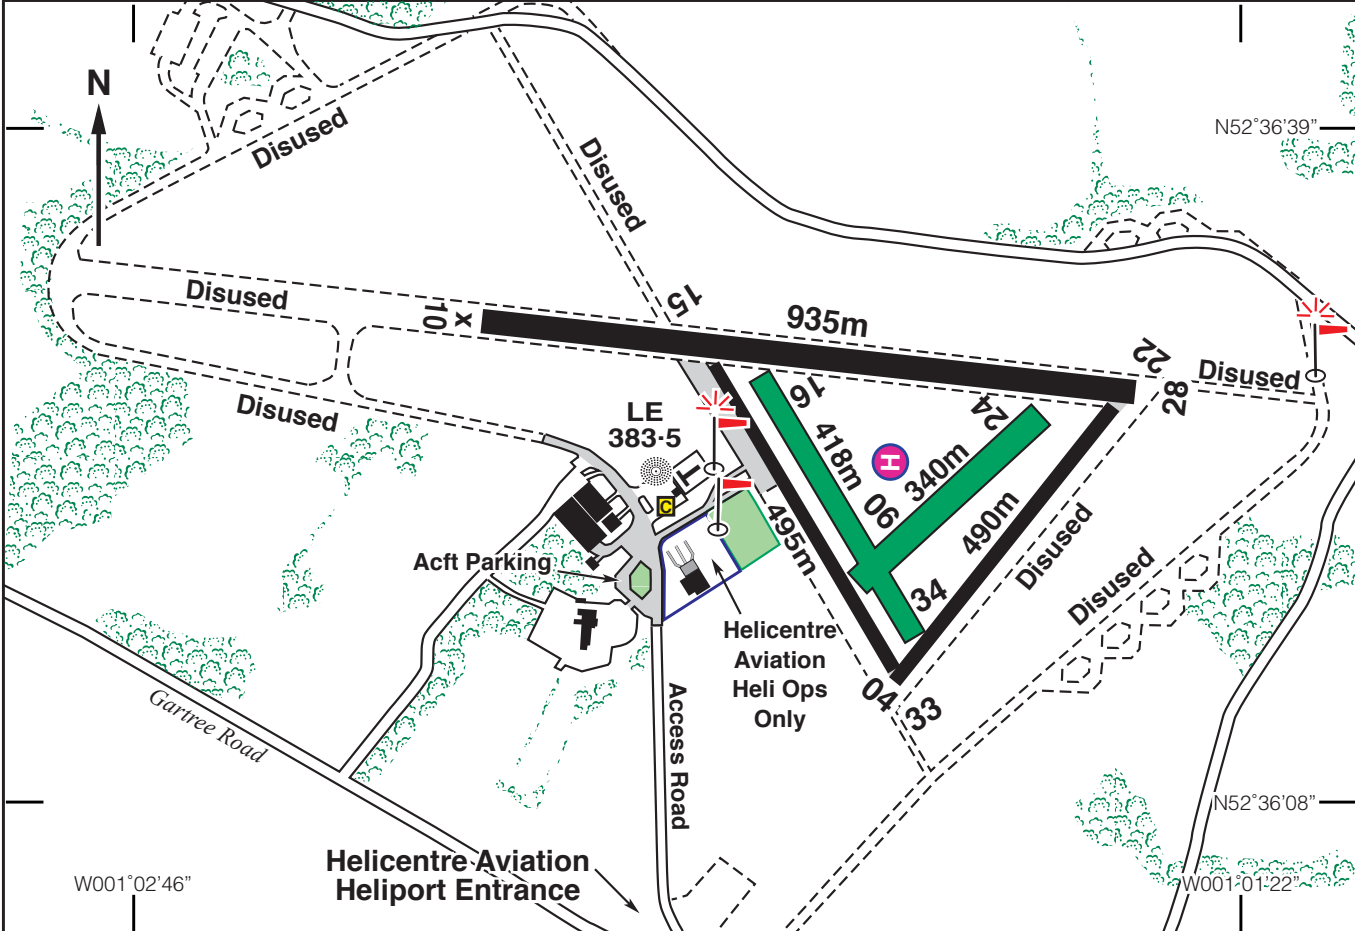 N
N52°36'39"
Disused
Disused
Disused
10
x
15
935m
22
28
Disused
Disused
LE
383·5
16
24
418m
H
340m
06
490m
495m
T
C
Disused
Disused
Acft Parking
34
Helicentre
Aviation
Heli Ops
Only
04
33
Gartree Road
Access Road
N52°36'08"
Helicentre Aviation
Heliport Entrance
W001°02'46"
W001°01'22"